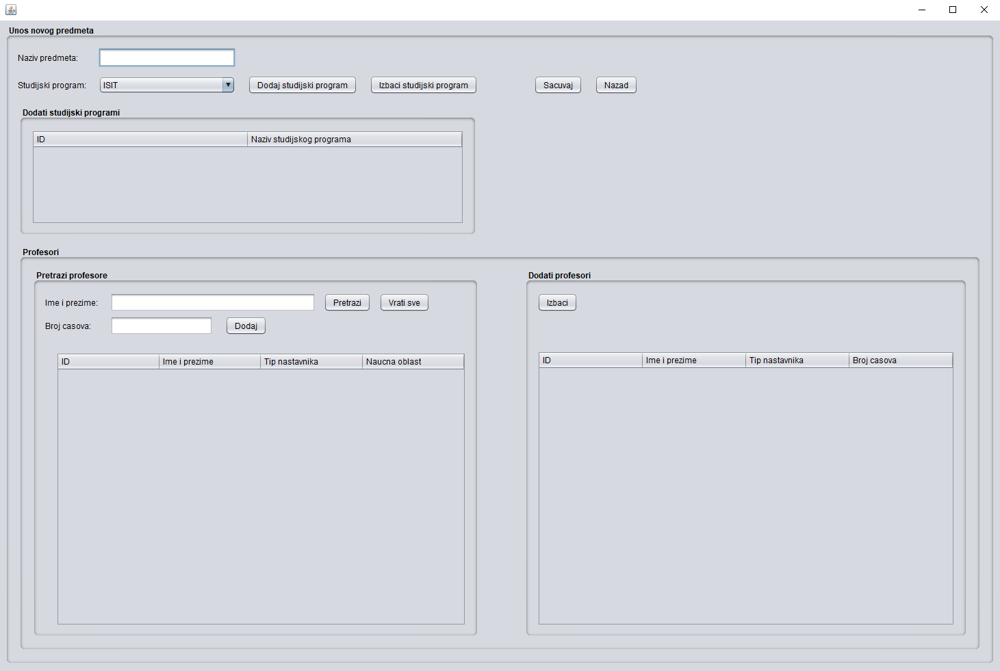 Unos novog predmeta
Naziv predmeta:
Studijski program: ISIT Dodaj studijski program Izbaci studijski program Sacuvaj Nazad
Dodati studijski programi
ID Naziv studijskog programa
Profesori
Pretrazi profesore
Ime i prezime: Pretrazi Vrati sve
Broj casova: Dodaj
ID Ime i prezime Tip nastavnika Naucna oblast
Dodati profesori
Izbaci
ID Ime i prezime Tip nastavnika Broj casova